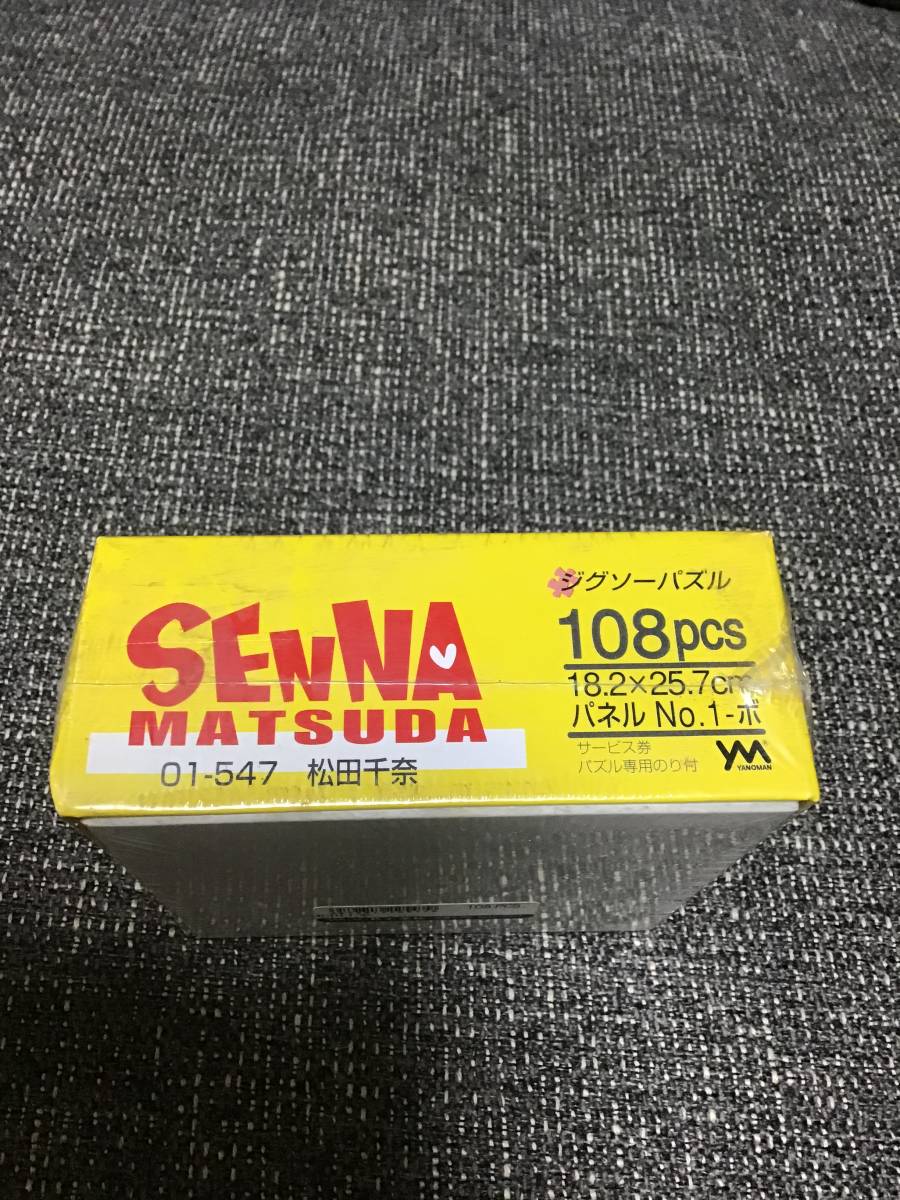 SENNA
MATSUDA
01-547 松田千奈
ジグソーパズル
108pcs
18.2×25.7cm
パネル No.1-ボ
サービス券
パズル専用のり付
YM
YANOMAN